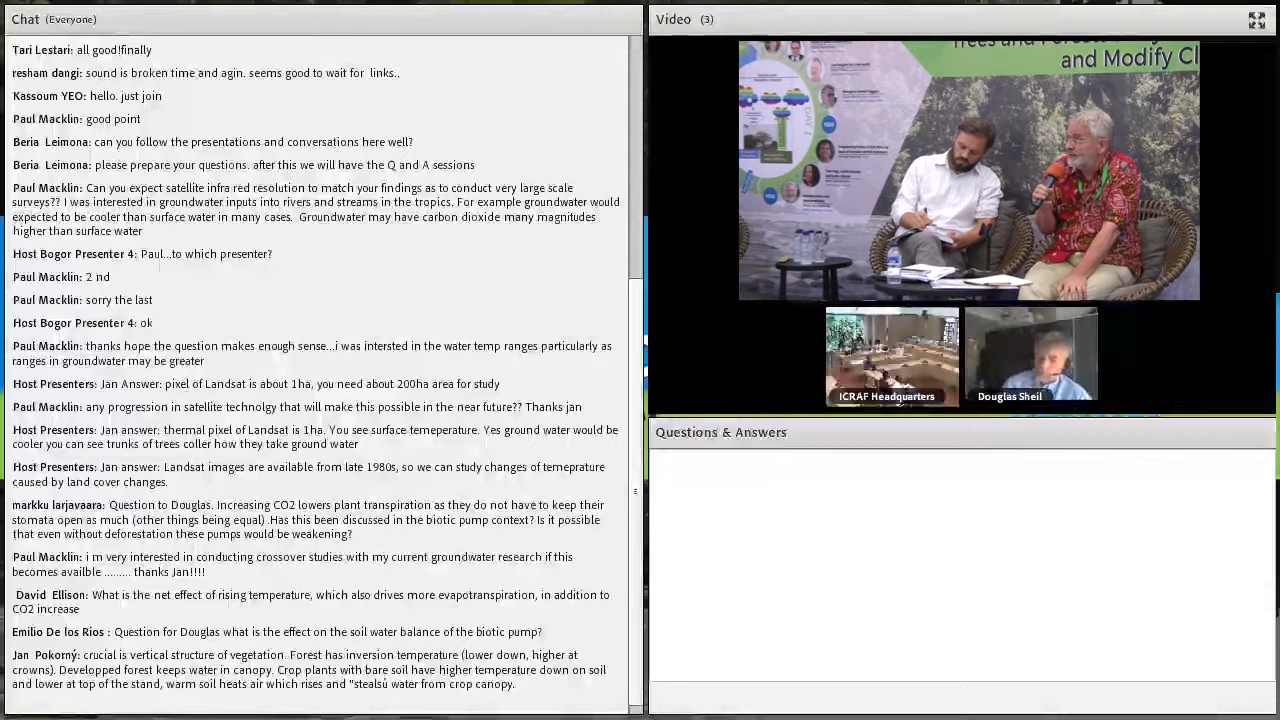 Chat (Everyone)
Tari Lestari: all good!finally
resham dangi: sound is lost some time and agin seems good to wait for links..
Kassoum YEO: hello. just join
Paul Macklin: good point
Beria Leimona: can you follow the presentations and conversations here well?
type your questions, and this will raise the Q and A sessions
Paul Macklin: Can you refine satellite infrared resolution to match your findings as to conduct very large scale
groundwater inputs in and streams in the tropics. For example groundwater would
expected to be cooler than surface water in many cases. Groundwater may have carbon dioxide many magnitudes
higher than surface water
Host Bogor Presenter 4: Paul...to which presenter?
Paul Macklin: 2 nd
Paul Macklin: sorry the last
Host Bogor Presenter 4: ok
Paul Macklin: thanks hope the question makes enough sense...i was intersted in the water temp ranges particularly as
ranges in groundwater may be greater
Host Presenters: Jan Answer: pixel of Landsat is about 1ha, you need about 200ha area for study
Paul Macklin: any progression in satellite technolgy that will make this possible in the near future?? Thanks jan
Host Presenters: Jan answer: thermal pixel of Landsat is 1ha. You see surface temeperature. Yes ground water would be
cooler you can see trunks of trees coller how they take ground water
Host Presenters: Jan answer: Landsat images are available from late 1980s, so we can study changes of temeprature
caused by land cover changes.
markku larjavaara: Question to Douglas. Increasing CO2 lowers plant transpiration as they do not have to keep their
stomata open as much (other things being equal) .Has this been discussed in the biotic pump context? Is it possible
that even without deforestation these pumps would be weakening?
Paul Macklin: i m very interested in conducting crossover studies with my current groundwater research if this
becomes availble ......... thanks Jan!!!!
David Ellison: What is the net effect of rising temperature, which also drives more evapotranspiration, in addition to
CO2 increase
Emilio De los Rios : Question for Douglas what is the effect on the soil water balance of the biotic pump?
Jan Pokorný: crucial is vertical structure of vegetation. Forest has inversion temperature (lower down, higher at
crowns). Developped forest keeps water in canopy. Crop plants with bare soil have higher temperature down on soil
and lower at top of the stand, warm soil heats air which rises and "stealsů water from crop canopy.
Video (3)
Trees and Forests
and Modify Cl
DAY 1
YOU
YOU
ICRAF Headquarters
Douglas Sheil
Questions & Answers